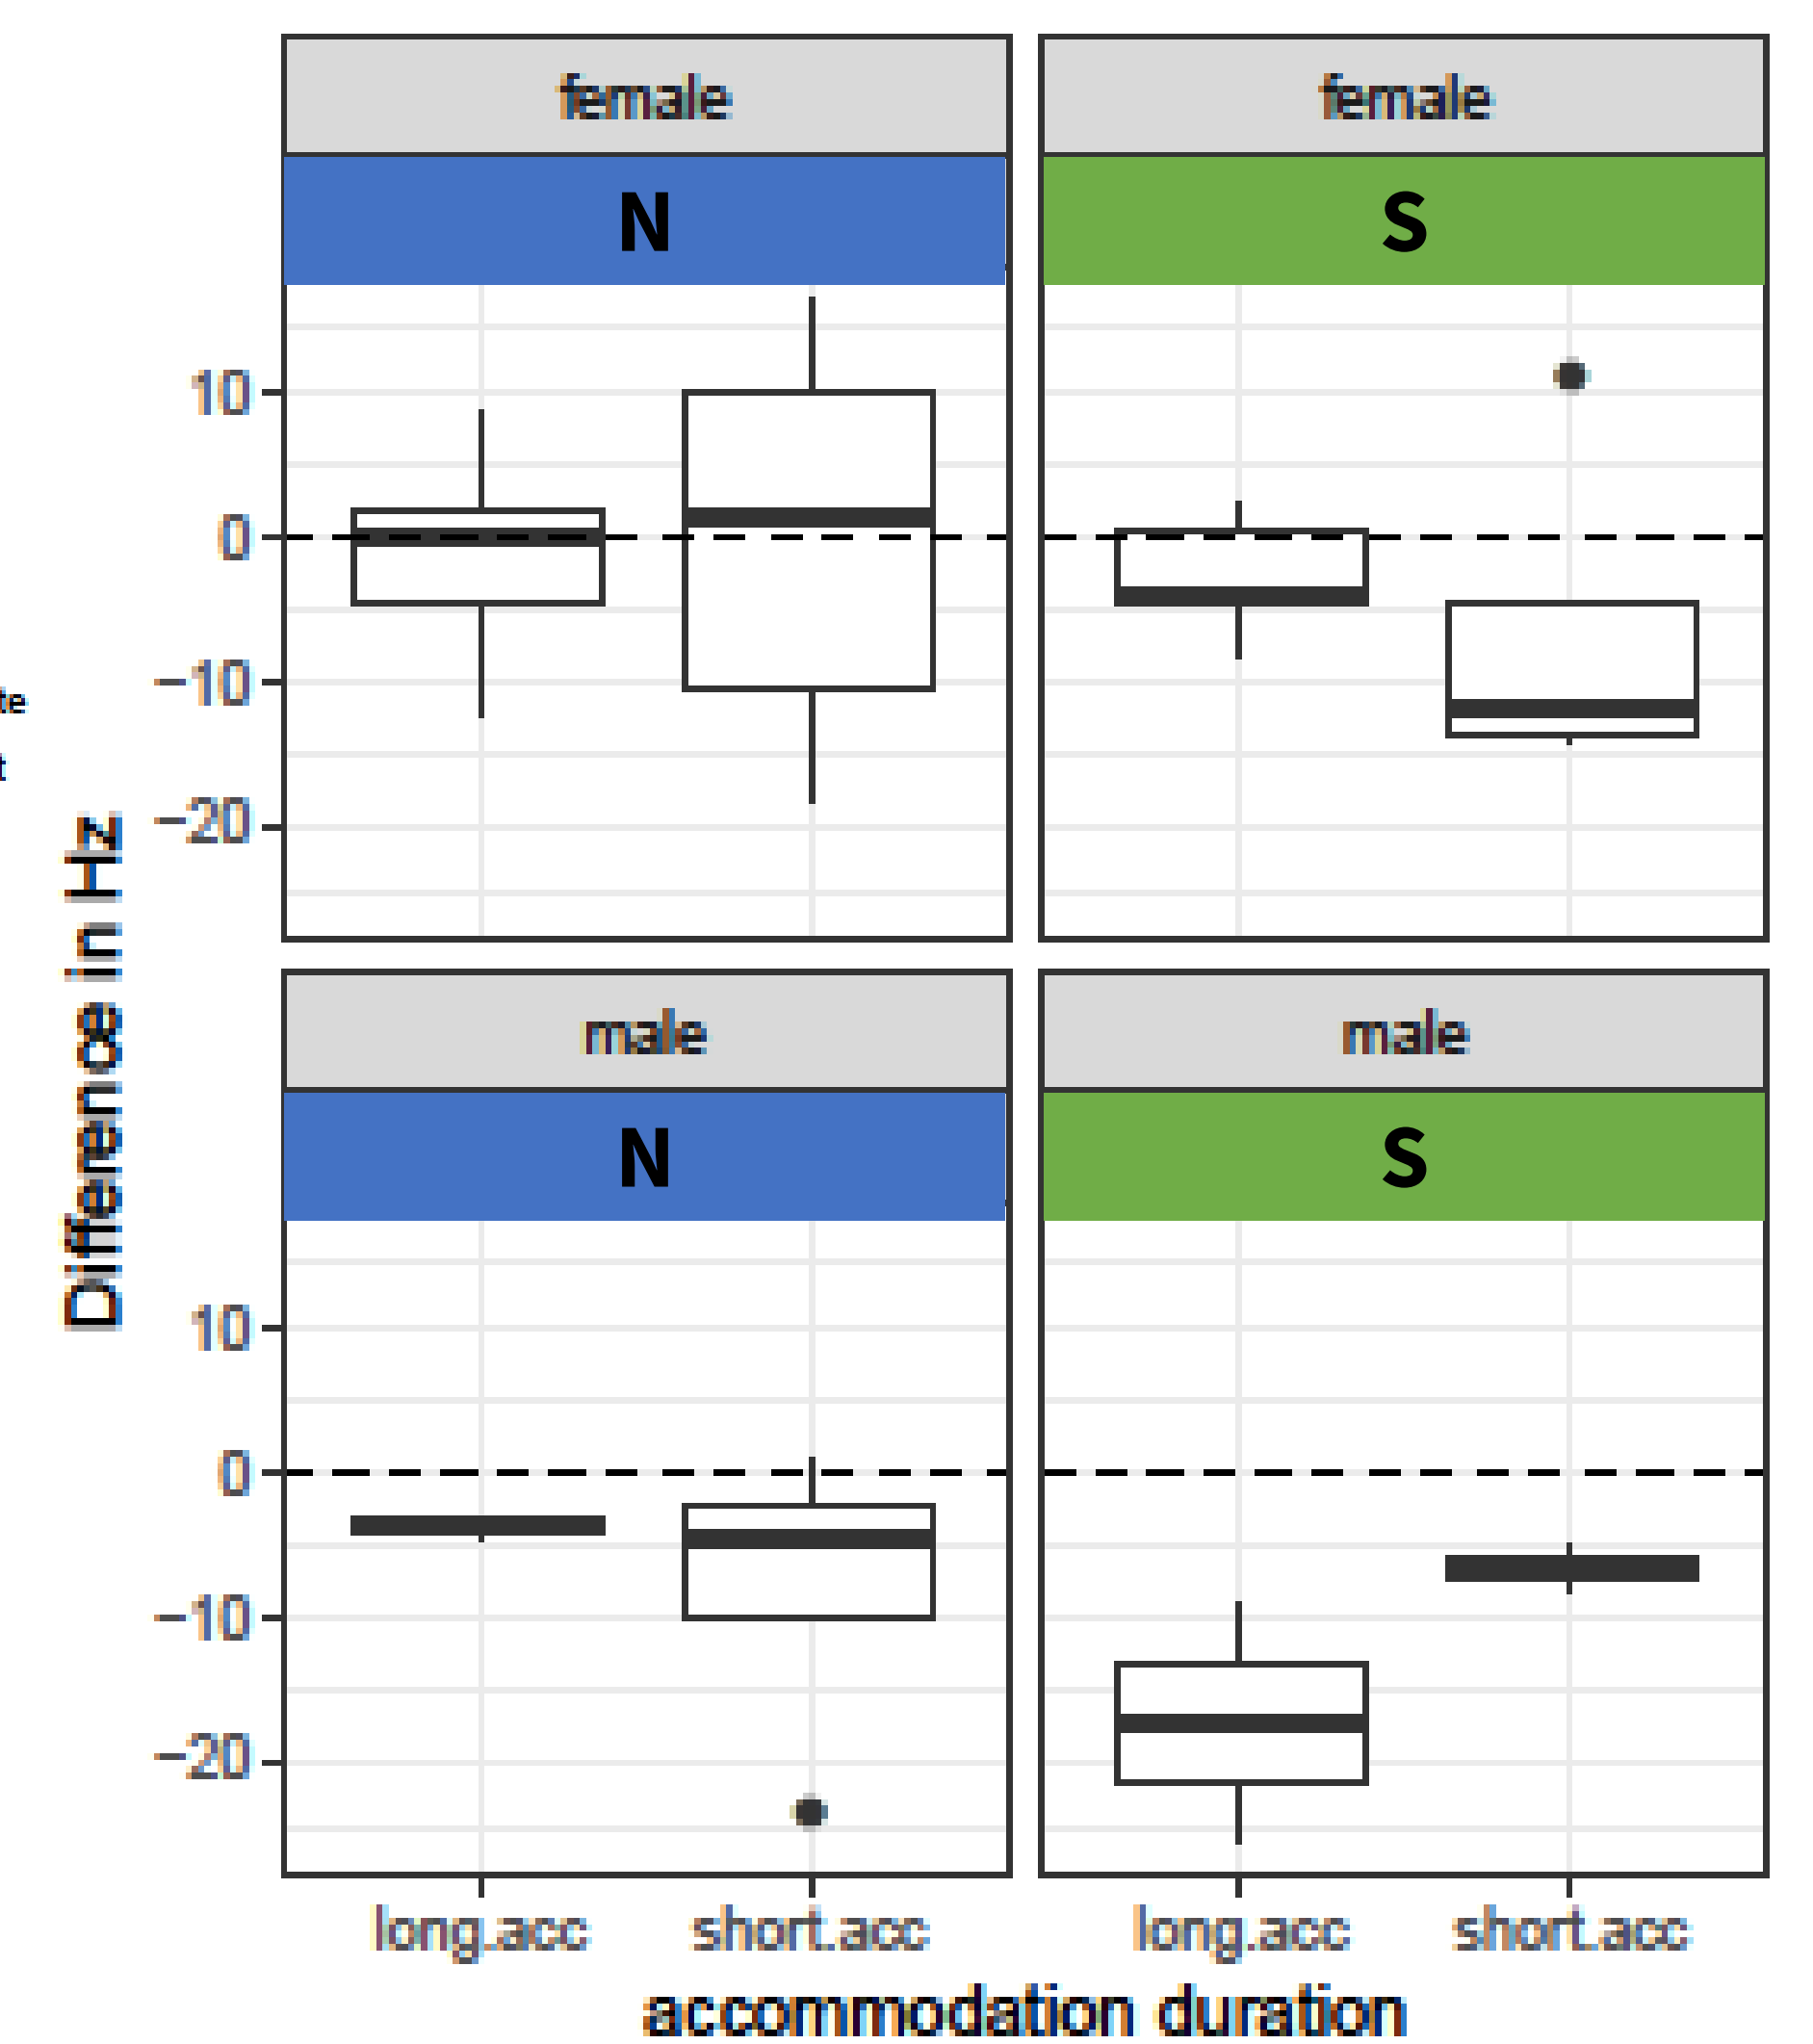 female
female
N
S
10
0
−10
−20
Difference in Hz
male
male
N
S
10
0
−10
−20
long.acc
short.acc
long.acc
short.acc
accommodation duration